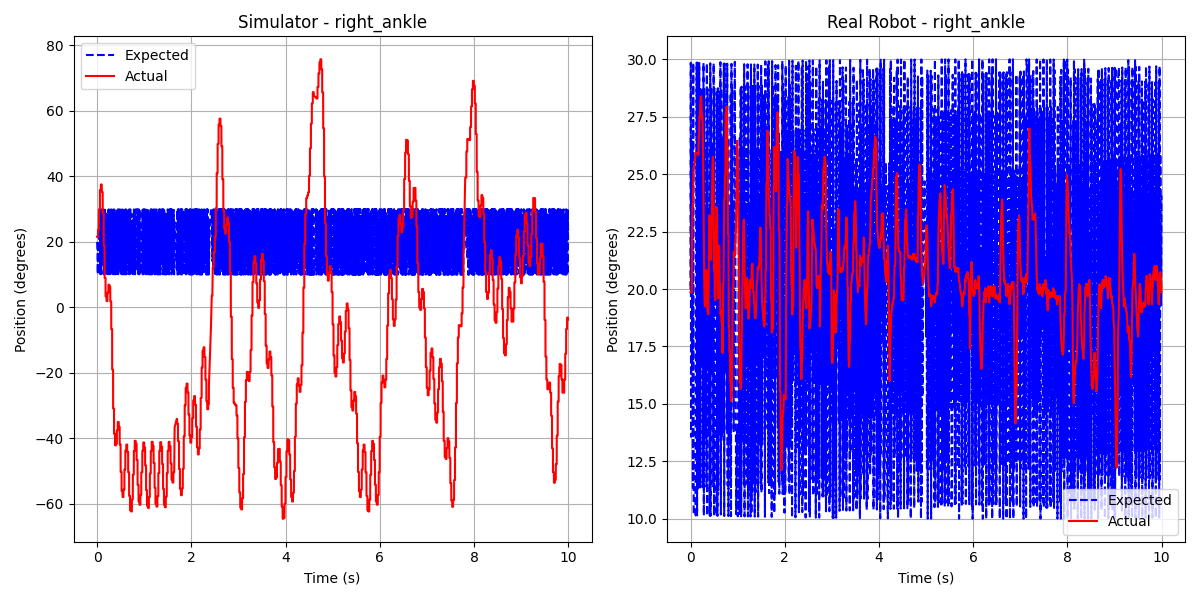 Simulator - right_ankle
Expected
Actual
80
60
40
20
0
−20
−40
−60
Position (degrees)
0 2 4 6 8 10
Time (s)
Real Robot - right_ankle
30.0
27.5
25.0
22.5
20.0
17.5
15.0
12.5
10.0
Position (degrees)
Expected
Actual
0 2 4 6 8 10
Time (s)